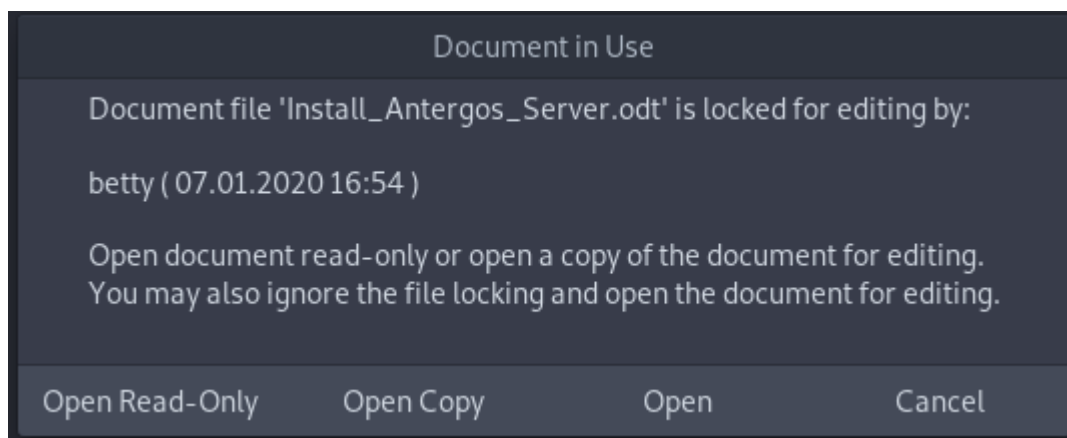 Document in Use
Document file 'Install_Antergos_Server.odt' is locked for editing by:
betty ( 07.01.2020 16:54 )
Open document read-only or open a copy of the document for editing.
You may also ignore the file locking and open the document for editing.
Open Read-Only Open Copy Open Cancel